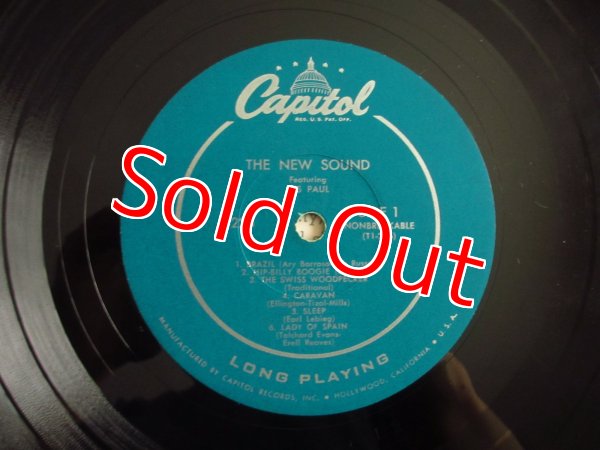 Capitol
REG. U.S. PAT. OFF.
THE NEW SOUND
Featuring
PAUL
Sold Out
1
1. BRAZIL (Ary
2. HIP-BILLY BOOGIE
3. THE SWISS WOODPECKER
(Traditional)
4. CARAVAN
(Ellington-Tizol-Mills)
5. SLEEP
(Earl Lebieg)
6. LADY OF SPAIN
(Tolchard Evans-
Erell Reaves)
LONG PLAYING
MANUFACTURED BY CAPITOL RECORDS, INC. • HOLLYWOOD, CALIFORNIA • U.S.A.